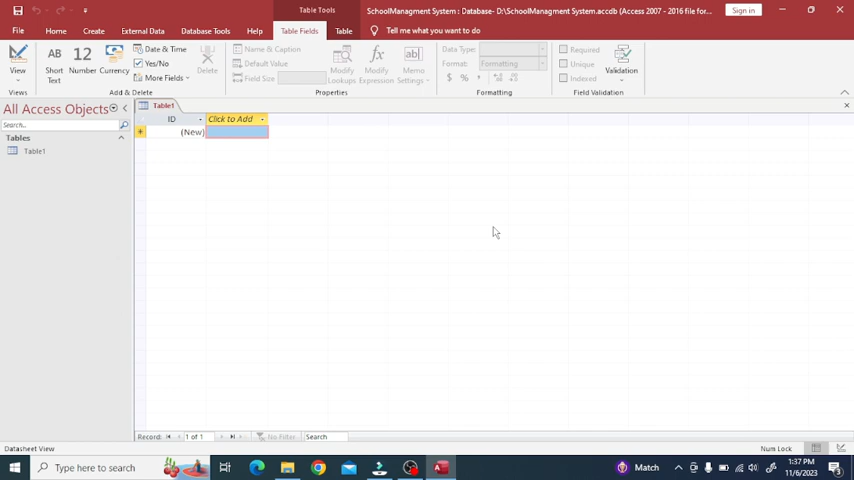 Table Tools
SchoolManagment System : Database- D:\SchoolManagment System.accdb (Access 2007 - 2016 file for...
Sign in
File Home Create External Data Database Tools Help Table Fields Table Tell me what you want to do
View
Views
AB Short Text
12 Number
Currency
Date & Time
Yes/No
More Fields
Delete
Add & Delete
Name & Caption
Default Value
Field Size
Modify Lookups
fx Modify Expression
ab Memo Settings
Properties
Data Type:
Format: Formatting
$ % ,
Formatting
Required
Unique
Indexed
Validation
Field Validation
All Access Objects
Search...
Tables
Table1
Table1
ID Click to Add
(New)
Record: 1 of 1 No Filter Search
Datasheet View
Num Lock
Type here to search
Match
1:37 PM
11/6/2023
3